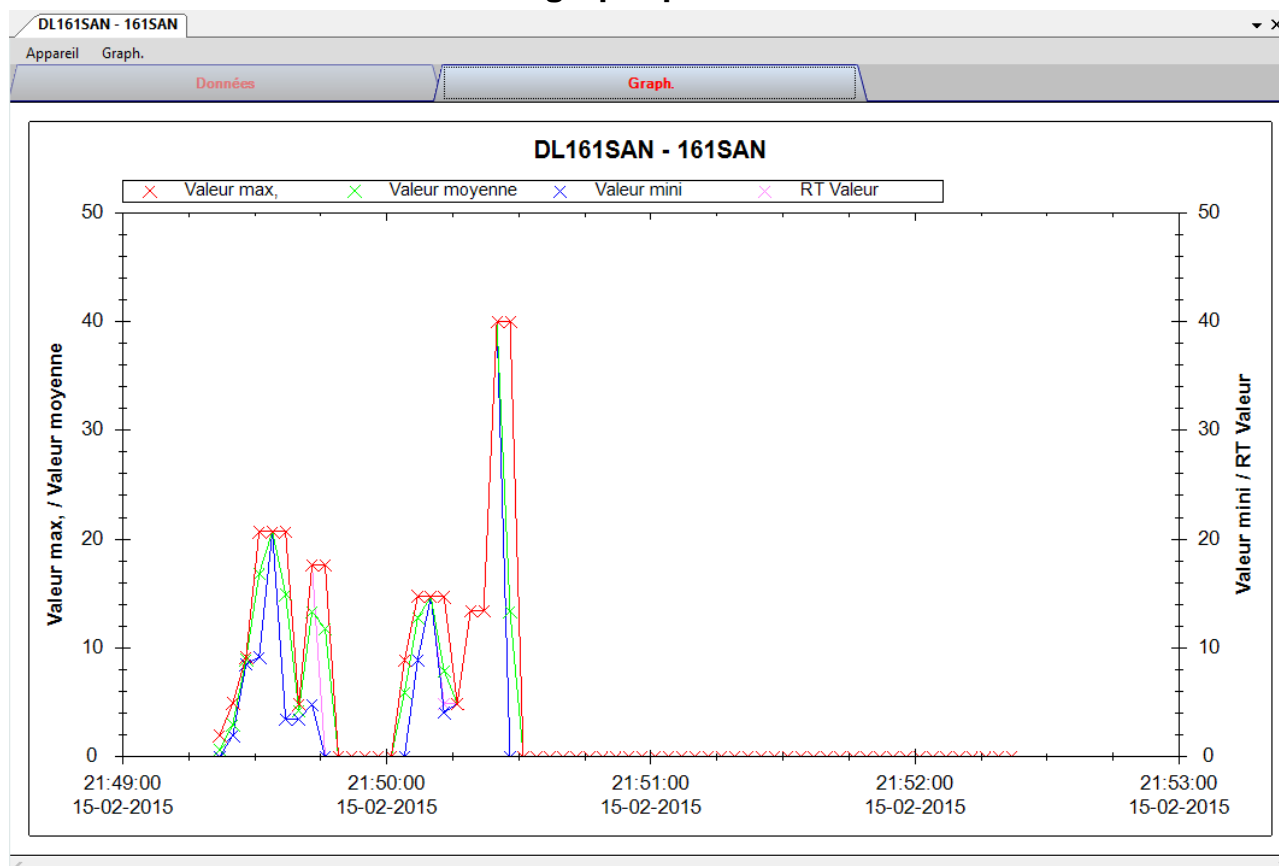 DL161SAN - 161SAN
Appareil Graph.
Données Graph.
DL161SAN - 161SAN
Valeur max, Valeur moyenne Valeur mini RT Valeur
50 50
40 40
30 30
20 20
10 10
0 0
Valeur max, / Valeur moyenne
Valeur mini / RT Valeur
21:49:00 21:50:00 21:51:00 21:52:00 21:53:00
15-02-2015 15-02-2015 15-02-2015 15-02-2015 15-02-2015